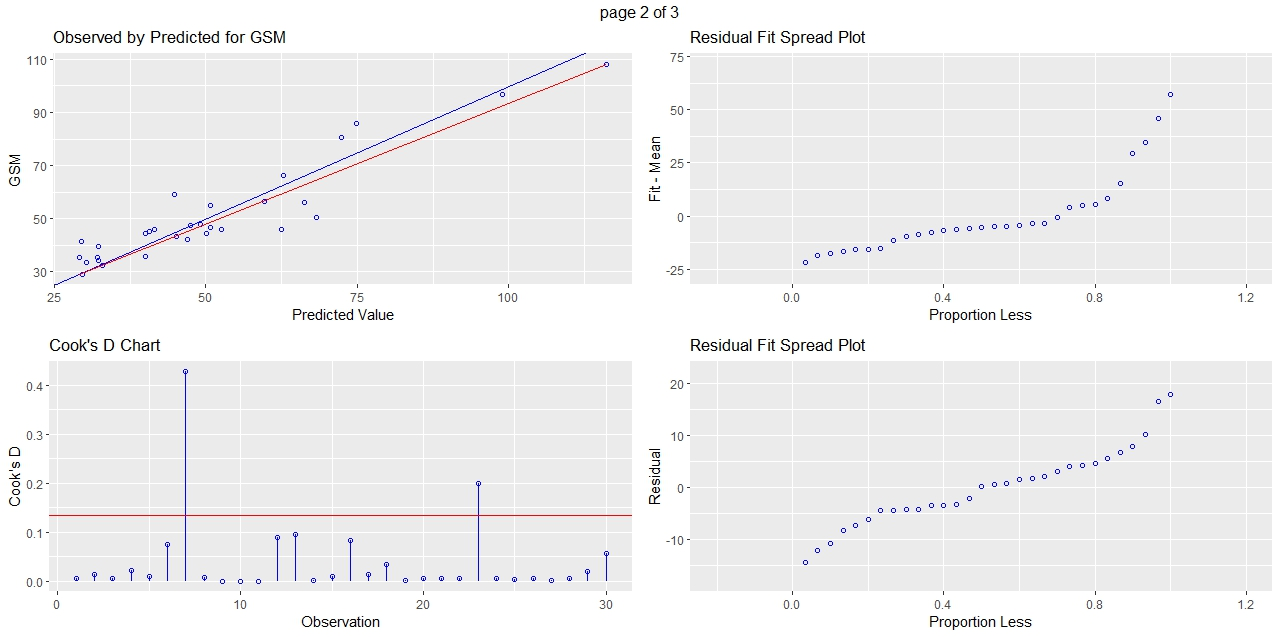 page 2 of 3
Observed by Predicted for GSM
110
90
70
50
30
GSM
25 50 75 100
Predicted Value
Residual Fit Spread Plot
75
50
25
0
-25
Fit - Mean
0.0 0.4 0.8 1.2
Proportion Less
Cook's D Chart
0.4
0.3
0.2
0.1
0.0
Cook's D
0 10 20 30
Observation
Residual Fit Spread Plot
20
10
0
-10
Residual
0.0 0.4 0.8 1.2
Proportion Less